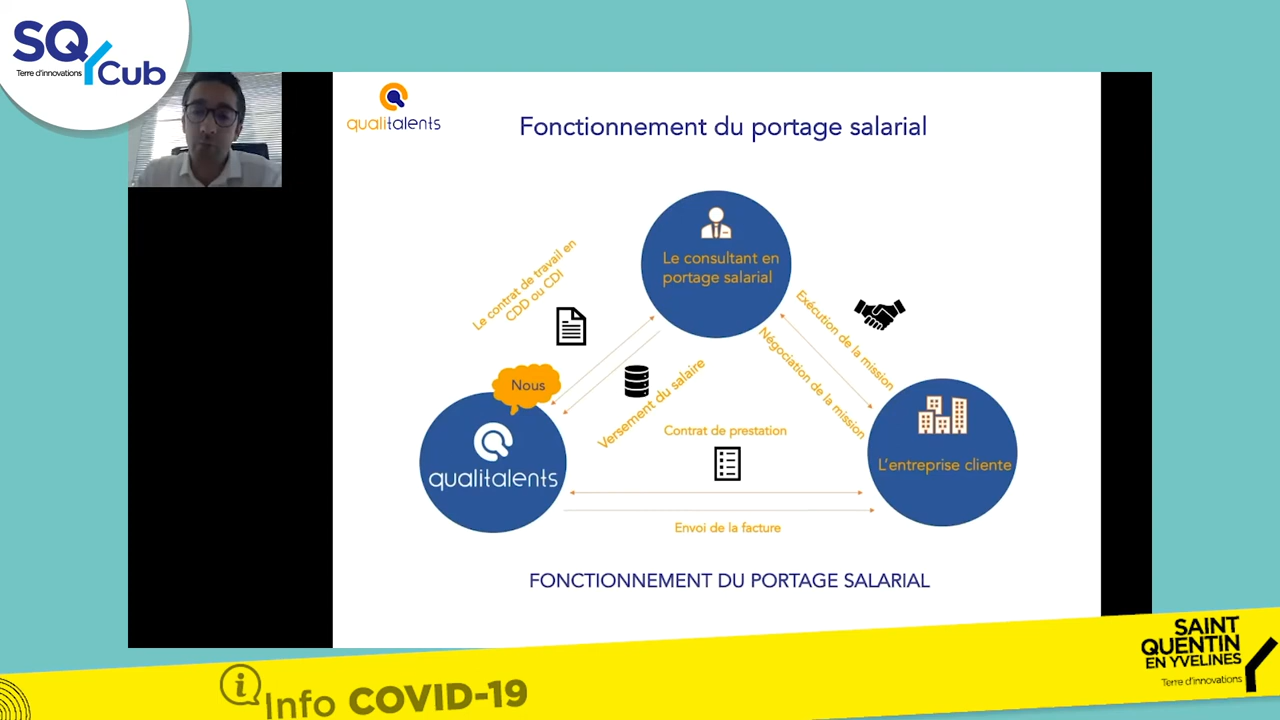 SQY Cub
Terre d'innovations
qualitalents
Fonctionnement du portage salarial
Le consultant en
portage salarial
Le contrat de travail en
CDD ou CDI
Exécution de la mission
Négociation de la mission
Versement du salaire
Nous
qualitalents
Contrat de prestation
L'entreprise cliente
Envoi de la facture
FONCTIONNEMENT DU PORTAGE SALARIAL
i Info COVID-19
SAINT
QUENTIN
EN YVELINES
Terre d'innovations